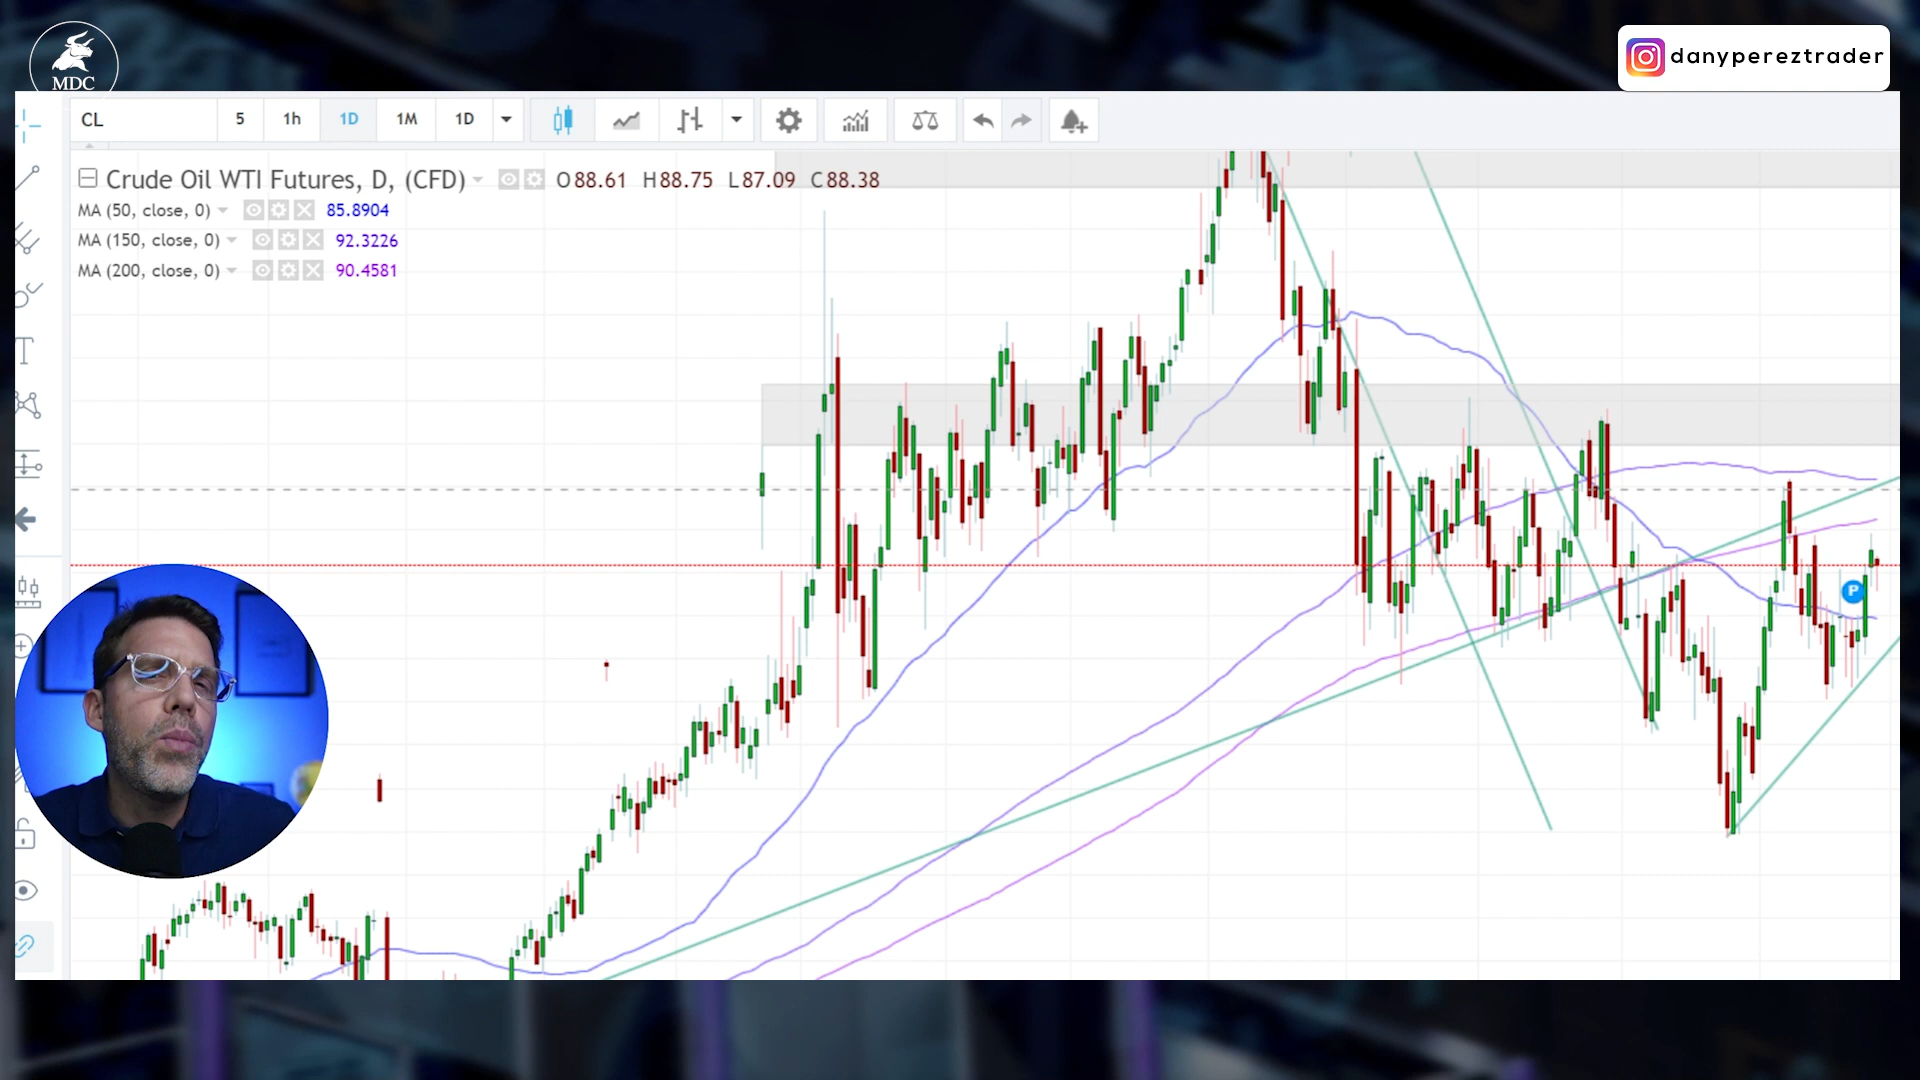 MDC
danypereztrader
CL 5 1h 1D 1M 1D
Crude Oil WTI Futures, D, (CFD) O88.61 H88.75 L87.09 C88.38
MA (50, close, 0) 85.8904
MA (150, close, 0) 92.3226
MA (200, close, 0) 90.4581
P